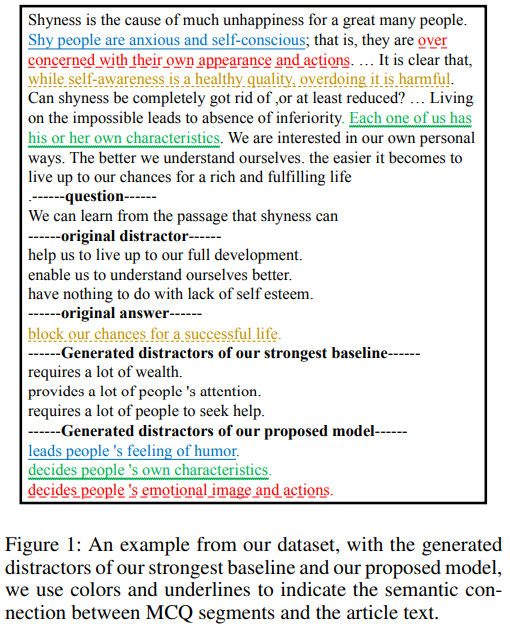 Shyness is the cause of much unhappiness for a great many people.
Shy people are anxious and self-conscious; that is, they are over
concerned with their own appearance and actions. … It is clear that,
while self-awareness is a healthy quality, overdoing it is harmful.
Can shyness be completely got rid of ,or at least reduced? … Living
on the impossible leads to absence of inferiority. Each one of us has
his or her own characteristics. We are interested in our own personal
ways. The better we understand ourselves. the easier it becomes to
live up to our chances for a rich and fulfilling life
.------question------
We can learn from the passage that shyness can
------original distractor------
help us to live up to our full development.
enable us to understand ourselves better.
have nothing to do with lack of self esteem.
------original answer------
block our chances for a successful life.
------Generated distractors of our strongest baseline------
requires a lot of wealth.
provides a lot of people 's attention.
requires a lot of people to seek help.
------Generated distractors of our proposed model------
leads people 's feeling of humor.
decides people 's own characteristics.
decides people 's emotional image and actions.
Figure 1: An example from our dataset, with the generated
distractors of our strongest baseline and our proposed model,
we use colors and underlines to indicate the semantic con-
nection between MCQ segments and the article text.